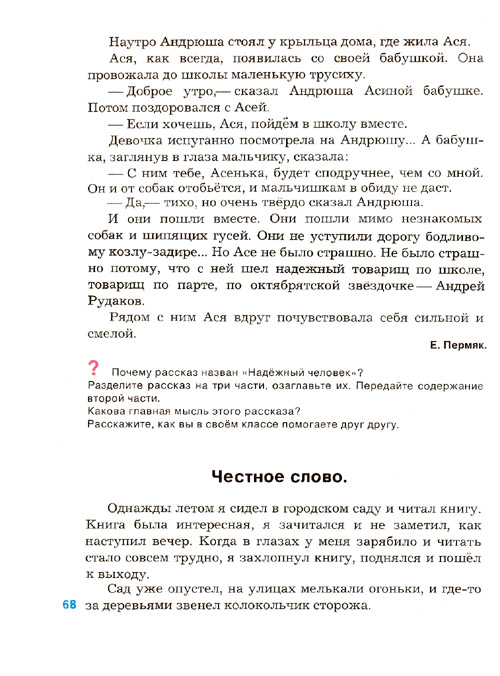 Наутро Андрюша стоял у крыльца дома, где жила Ася.
Ася, как всегда, появилась со своей бабушкой. Она
провожала до школы маленькую трусиху.
— Доброе утро,— сказал Андрюша Асиной бабушке.
Потом поздоровался с Асей.
— Если хочешь, Ася, пойдём в школу вместе.
Девочка испуганно посмотрела на Андрюшу... А бабуш-
ка, заглянув в глаза мальчику, сказала:
— С ним тебе, Асенька, будет сподручнее, чем со мной.
Он и от собак отобьётся, и мальчишкам в обиду не даст.
— Да,— тихо, но очень твёрдо сказал Андрюша.
И они пошли вместе. Они пошли мимо незнакомых
собак и шипящих гусей. Они не уступили дорогу бодливо-
му козлу-задире... Но Асе не было страшно. Не было страш-
но потому, что с ней шел надежный товарищ по школе,
товарищ по парте, по октябрятской звёздочке — Андрей
Рудаков.
Рядом с ним Ася вдруг почувствовала себя сильной и
смелой.
Е. Пермяк.
? Почему рассказ назван «Надёжный человек»?
Разделите рассказ на три части, озаглавьте их. Передайте содержание
второй части.
Какова главная мысль этого рассказа?
Расскажите, как вы в своём классе помогаете друг другу.
Честное слово.
Однажды летом я сидел в городском саду и читал книгу.
Книга была интересная, я зачитался и не заметил, как
наступил вечер. Когда в глазах у меня зарябило и читать
стало совсем трудно, я захлопнул книгу, поднялся и пошёл
к выходу.
Сад уже опустел, на улицах мелькали огоньки, и где-то
68 за деревьями звенел колокольчик сторожа.